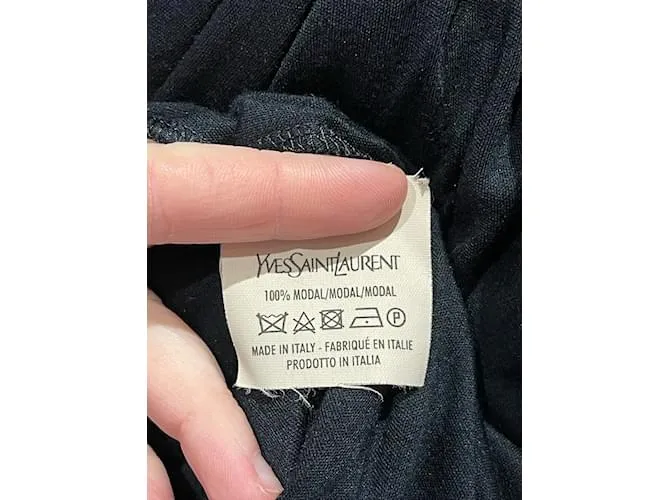 YVESSAINTLAURENT
100% MODAL/MODAL/MODAL
P
MADE IN ITALY - FABRIQUÉ EN ITALIE
PRODOTTO IN ITALIA